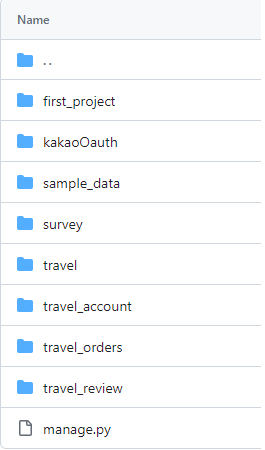 Name
..
first_project
kakaoOauth
sample_data
survey
travel
travel_account
travel_orders
travel_review
manage.py